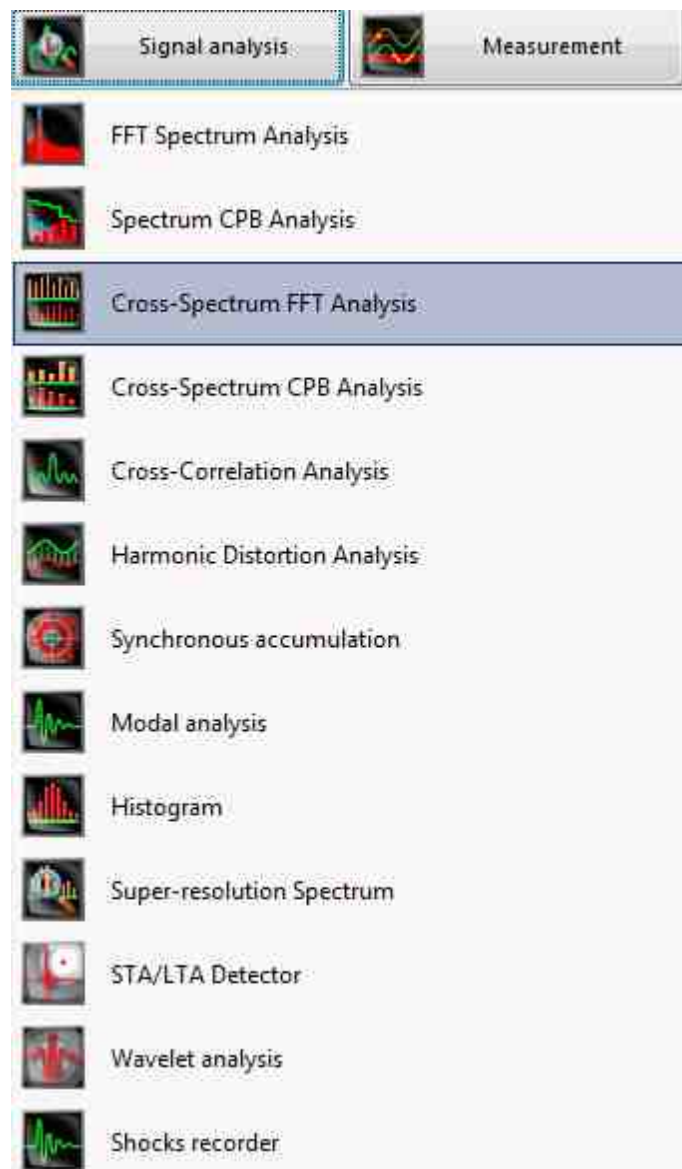 Signal analysis
Measurement
FFT Spectrum Analysis
Spectrum CPB Analysis
Cross-Spectrum FFT Analysis
Cross-Spectrum CPB Analysis
Cross-Correlation Analysis
Harmonic Distortion Analysis
Synchronous accumulation
Modal analysis
Histogram
Super-resolution Spectrum
STA/LTA Detector
Wavelet analysis
Shocks recorder